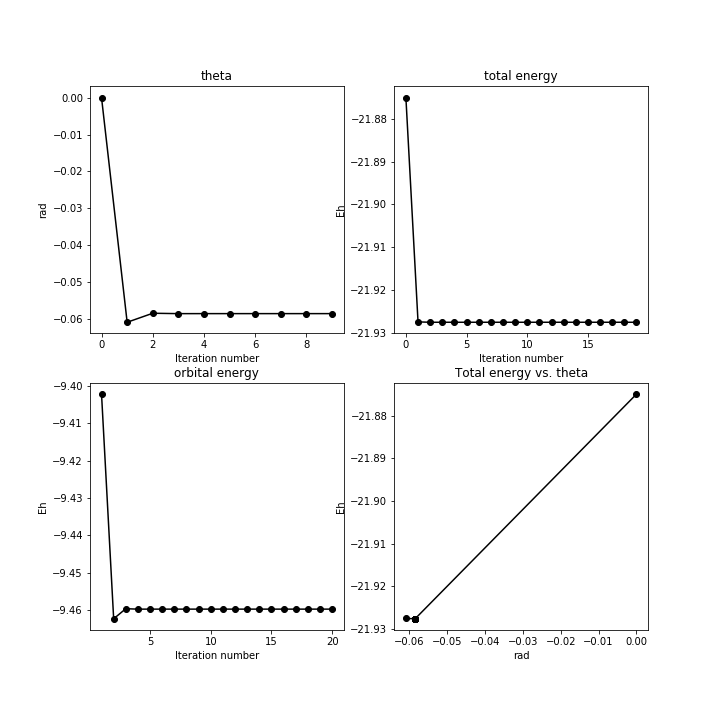 theta
0.00
−0.01
−0.02
−0.03
−0.04
−0.05
−0.06
rad
0 2 4 6 8
Iteration number
total energy
−21.88
−21.89
−21.90
−21.91
−21.92
−21.93
Eh
0 5 10 15
Iteration number
orbital energy
−9.40
−9.41
−9.42
−9.43
−9.44
−9.45
−9.46
Eh
5 10 15 20
Iteration number
Total energy vs. theta
−21.88
−21.89
−21.90
−21.91
−21.92
−21.93
Eh
−0.06 −0.05 −0.04 −0.03 −0.02 −0.01 0.00
rad